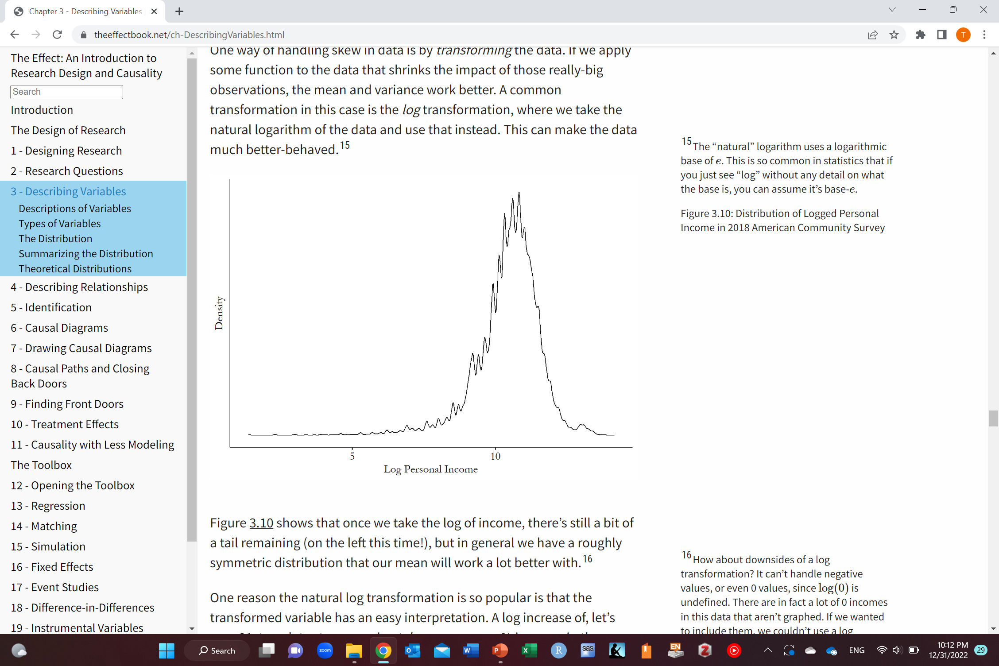 Chapter 3 - Describing Variables
theeffectbook.net/ch-DescribingVariables.html
T
The Effect: An Introduction to
Research Design and Causality
Search
Introduction
The Design of Research
1 - Designing Research
2 - Research Questions
3 - Describing Variables
Descriptions of Variables
Types of Variables
The Distribution
Summarizing the Distribution
Theoretical Distributions
4 - Describing Relationships
5 - Identification
6 - Causal Diagrams
7 - Drawing Causal Diagrams
8 - Causal Paths and Closing
Back Doors
9 - Finding Front Doors
10 - Treatment Effects
11 - Causality with Less Modeling
The Toolbox
12 - Opening the Toolbox
13 - Regression
14 - Matching
15 - Simulation
16 - Fixed Effects
17 - Event Studies
18 - Difference-in-Differences
19 - Instrumental Variables
One way of handling skew in data is by transforming the data. If we apply
some function to the data that shrinks the impact of those really-big
observations, the mean and variance work better. A common
transformation in this case is the log transformation, where we take the
natural logarithm of the data and use that instead. This can make the data
much better-behaved.15
Density
5
10
Log Personal Income
Figure 3.10 shows that once we take the log of income, there's still a bit of
a tail remaining (on the left this time!), but in general we have a roughly
symmetric distribution that our mean will work a lot better with.16
One reason the natural log transformation is so popular is that the
transformed variable has an easy interpretation. A log increase of, let's
15 The “natural” logarithm uses a logarithmic
base of e. This is so common in statistics that if
you just see “log” without any detail on what
the base is, you can assume it's base-e.
Figure 3.10: Distribution of Logged Personal
Income in 2018 American Community Survey
16 How about downsides of a log
transformation? It can't handle negative
values, or even 0 values, since log(0) is
undefined. There are in fact a lot of 0 incomes
in this data that aren't graphed. If we wanted
to include them, we couldn't use a log
Search
zoom
O
W
P
X
R
sas
EN
Z
ENG
10:12 PM
12/31/2022
29